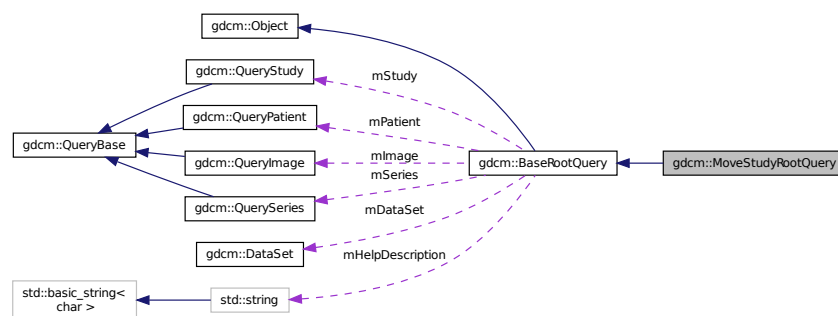 gdcm::Object
gdcm::QueryStudy
mStudy
gdcm::QueryPatient
mPatient
gdcm::QueryBase
gdcm::QueryImage
mImage
gdcm::BaseRootQuery
gdcm::MoveStudyRootQuery
mSeries
gdcm::QuerySeries
mDataSet
gdcm::DataSet
mHelpDescription
std::basic_string<
char >
std::string